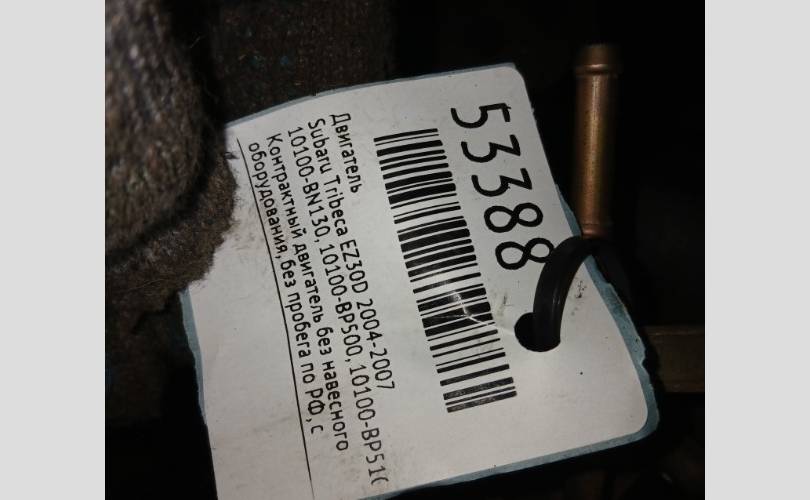 53388
Двигатель
Subaru Tribeca EZ30D 2004-2007
10100-BN130, 10100-BP500, 10100-BP510
Контрактный двигатель без навесного
оборудования, без пробега по РФ, с